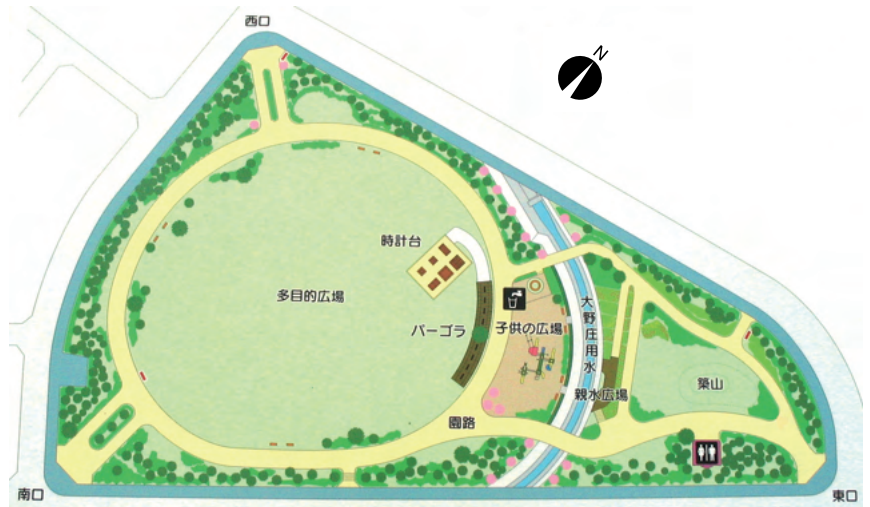 西口
N
時計台
多目的広場
パーゴラ
子供の広場
大野庄用水
築山
親水広場
園路
南口
東口